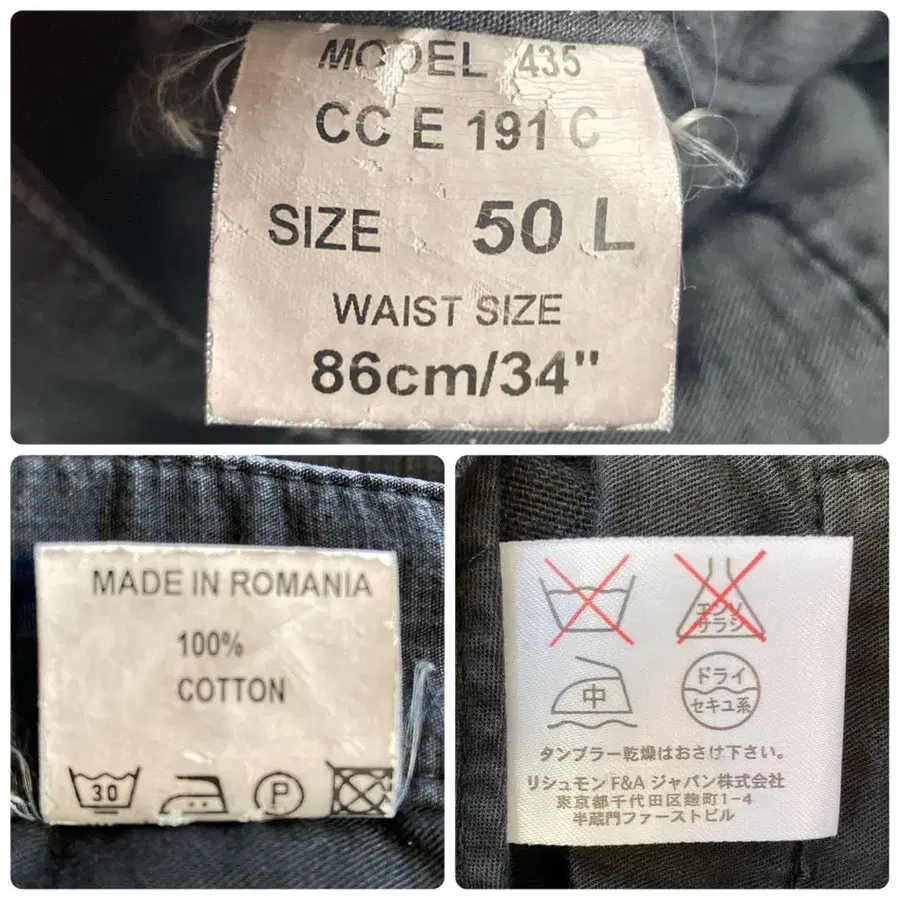 MODEL 435
CC E 191 C
SIZE 50 L
WAIST SIZE
86cm/34"
MADE IN ROMANIA
100%
COTTON
30
P
エンソ
サラシ
中
ドライ
セキユ系
タンブラー乾燥はおさけ下さい。
リシュモン F&A ジャパン株式会社
東京都千代田区麹町1-4
半蔵門ファーストビル